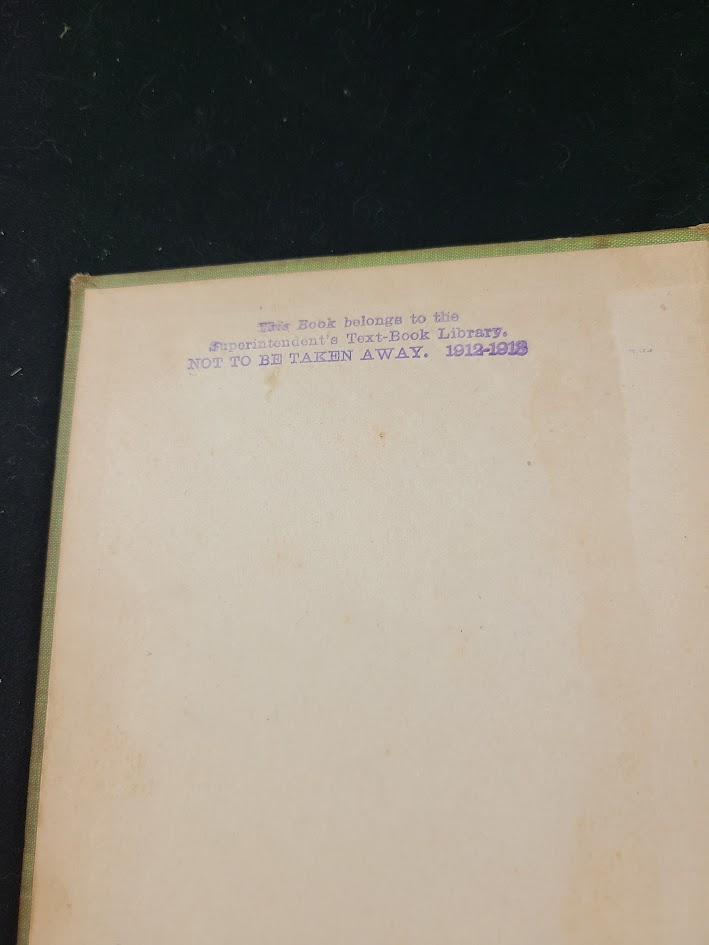 This Book belongs to the
Superintendent's Text-Book Library.
NOT TO BE TAKEN AWAY. 1912-1913